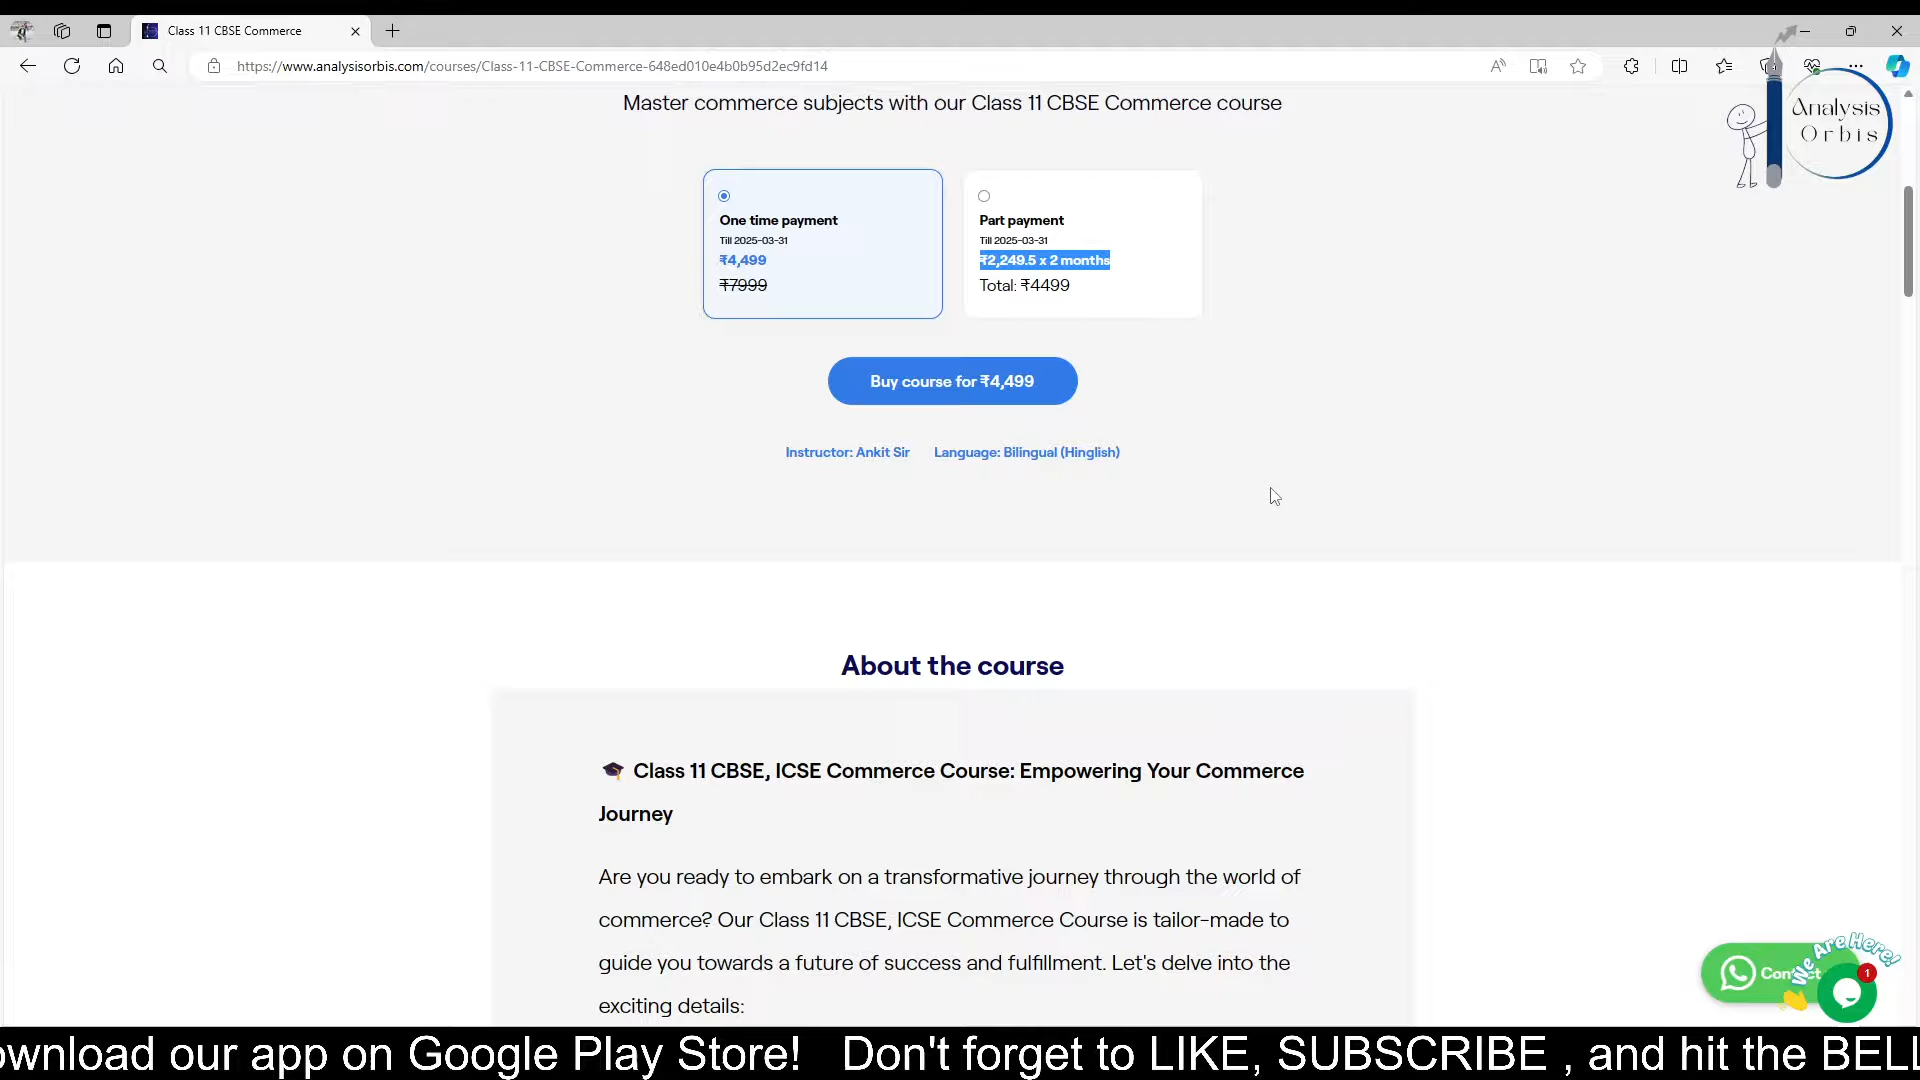 Class 11 CBSE Commerce
https://www.analysisorbis.com/courses/Class-11-CBSE-Commerce-648ed010e4b0b95d2ec9fd14
Analysis
Orbis
Master commerce subjects with our Class 11 CBSE Commerce course
One time payment
Till 2025-03-31
₹4,499
₹7999
Part payment
Till 2025-03-31
₹2,249.5 x 2 months
Total: ₹4499
Buy course for ₹4,499
Instructor: Ankit Sir
Language: Bilingual (Hinglish)
About the course
🎓 Class 11 CBSE, ICSE Commerce Course: Empowering Your Commerce
Journey
Are you ready to embark on a transformative journey through the world of
commerce? Our Class 11 CBSE, ICSE Commerce Course is tailor-made to
guide you towards a future of success and fulfillment. Let's delve into the
exciting details:
We Are Here!
1
ownload our app on Google Play Store! Don't forget to LIKE, SUBSCRIBE , and hit the BELL